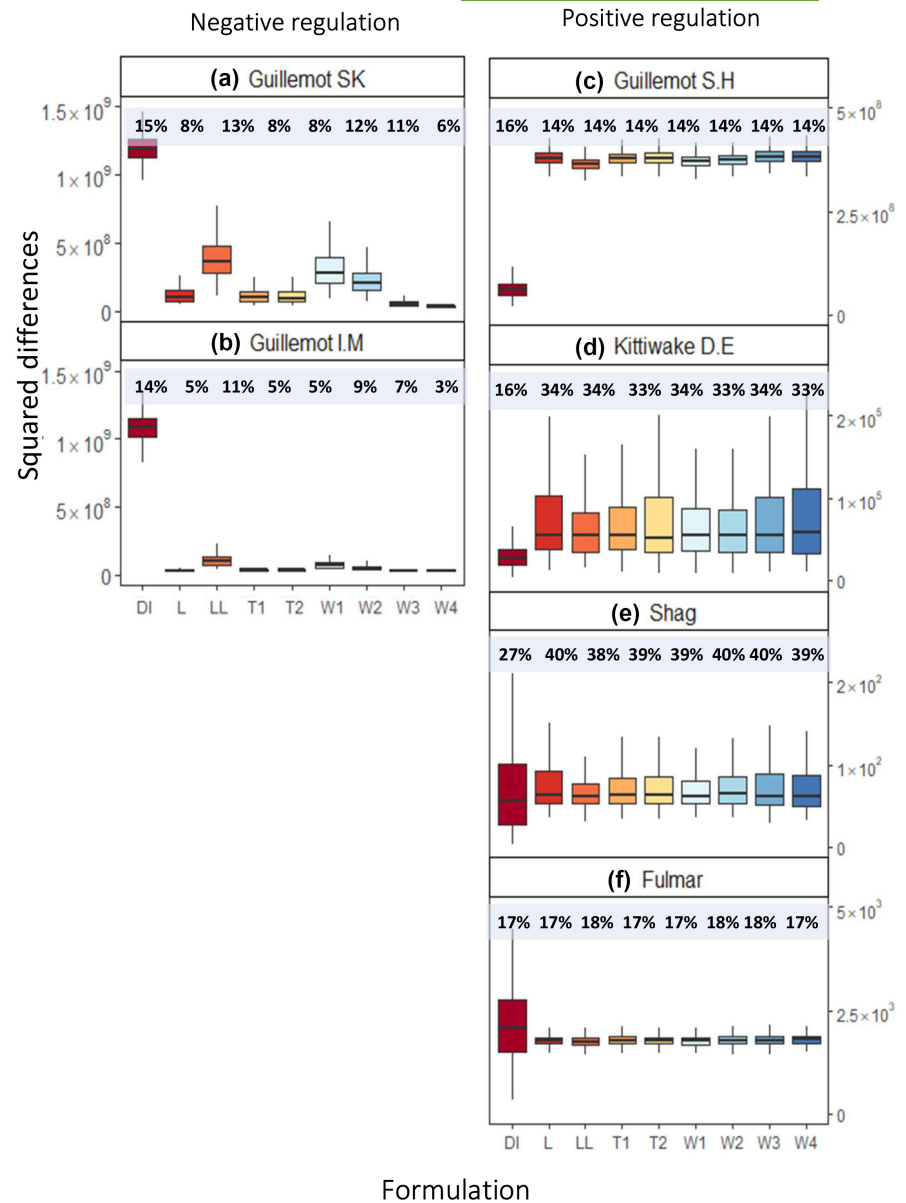 Negative regulation
Positive regulation
Squared differences
(a) Guillemot SK
1.5×10⁹
1×10⁹
5×10⁸
0
15% 8% 13% 8% 8% 12% 11% 6%
(b) Guillemot I.M
1.5×10⁹
1×10⁹
5×10⁸
0
14% 5% 11% 5% 5% 9% 7% 3%
DI L LL T1 T2 W1 W2 W3 W4
(c) Guillemot S.H
16% 14% 14% 14% 14% 14% 14% 14%
5×10⁸
2.5×10⁸
0
(d) Kittiwake D.E
16% 34% 34% 33% 34% 33% 34% 33%
2×10⁵
1×10⁵
0
(e) Shag
27% 40% 38% 39% 39% 40% 40% 39%
2×10²
1×10²
0
(f) Fulmar
17% 17% 18% 17% 17% 18% 18% 17%
5×10³
2.5×10³
0
DI L LL T1 T2 W1 W2 W3 W4
Formulation